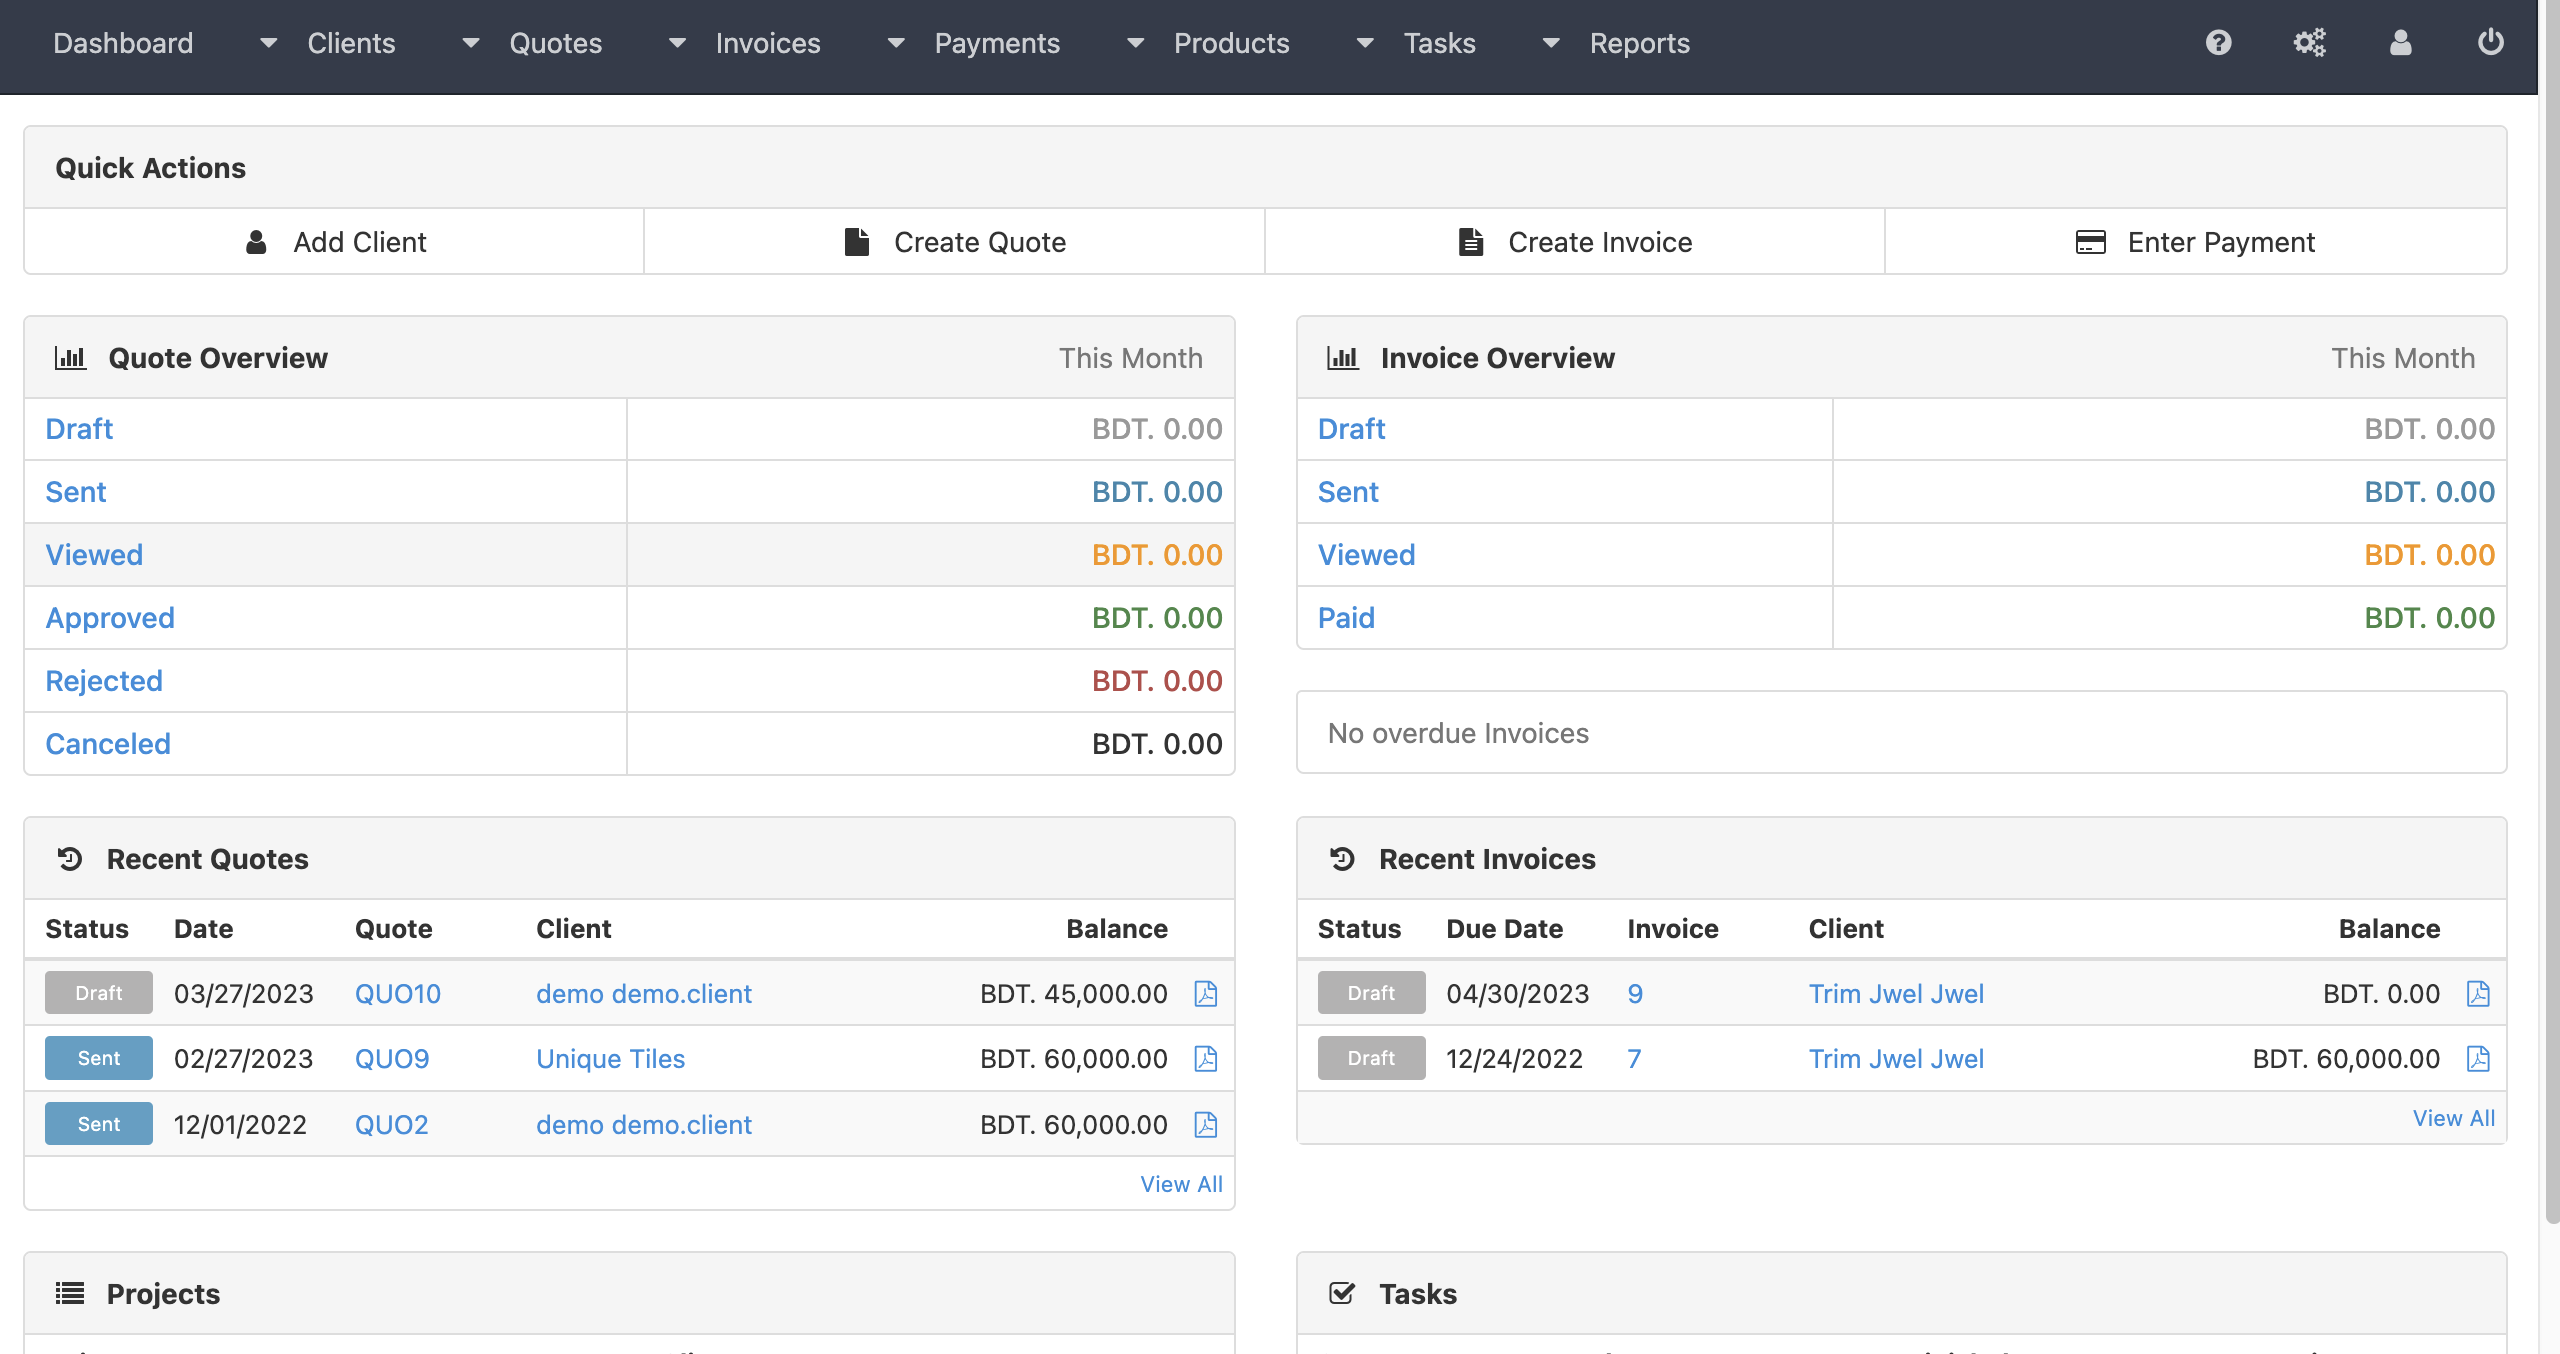 Dashboard Clients Quotes Invoices Payments Products Tasks Reports
Quick Actions
Add Client Create Quote Create Invoice Enter Payment
Quote Overview This Month
Draft BDT. 0.00
Sent BDT. 0.00
Viewed BDT. 0.00
Approved BDT. 0.00
Rejected BDT. 0.00
Canceled BDT. 0.00
Invoice Overview This Month
Draft BDT. 0.00
Sent BDT. 0.00
Viewed BDT. 0.00
Paid BDT. 0.00
No overdue Invoices
Recent Quotes
Status Date Quote Client Balance
Draft 03/27/2023 QUO10 demo demo.client BDT. 45,000.00
Sent 02/27/2023 QUO9 Unique Tiles BDT. 60,000.00
Sent 12/01/2022 QUO2 demo demo.client BDT. 60,000.00
View All
Recent Invoices
Status Due Date Invoice Client Balance
Draft 04/30/2023 9 Trim Jwel Jwel BDT. 0.00
Draft 12/24/2022 7 Trim Jwel Jwel BDT. 60,000.00
View All
Projects
Tasks